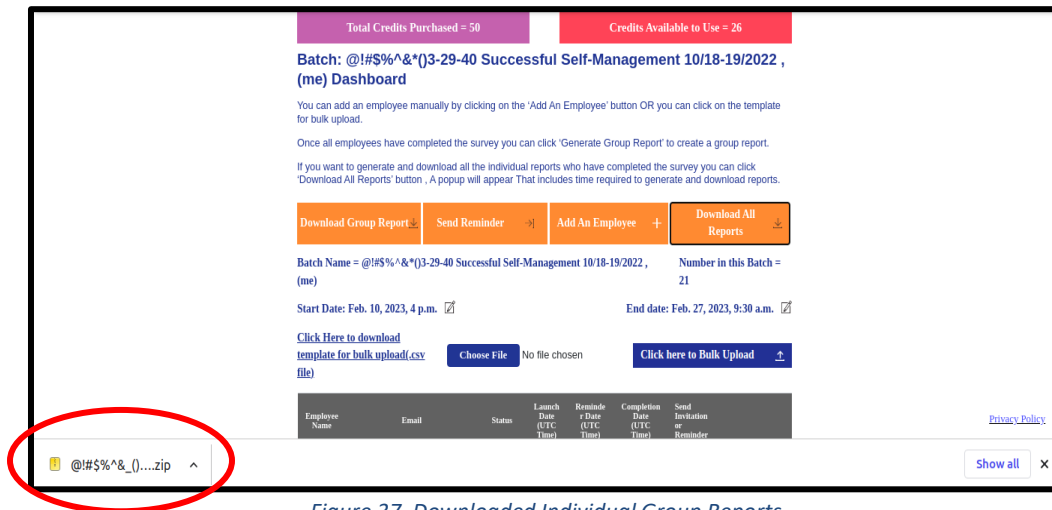 Total Credits Purchased = 50
Credits Available to Use = 26
Batch: @!#$%^&*()3-29-40 Successful Self-Management 10/18-19/2022 ,
(me) Dashboard
You can add an employee manually by clicking on the 'Add An Employee' button OR you can click on the template
for bulk upload.
Once all employees have completed the survey you can click 'Generate Group Report' to create a group report.
If you want to generate and download all the individual reports who have completed the survey you can click
'Download All Reports' button , A popup will appear That includes time required to generate and download reports.
Download Group Report
Send Reminder
Add An Employee
Download All
Reports
Batch Name = @!#$%^&*()3-29-40 Successful Self-Management 10/18-19/2022 ,
(me)
Number in this Batch =
21
Start Date: Feb. 10, 2023, 4 p.m.
End date: Feb. 27, 2023, 9:30 a.m.
Click Here to download
template for bulk upload(.csv
file)
Choose File
No file chosen
Click here to Bulk Upload
Employee
Name
Email
Status
Launch
Date
(UTC
Time)
Reminde
r Date
(UTC
Time)
Completion
Date
(UTC
Time)
Send
Invitation
or
Reminder
Privacy Policy
@!#$%^&_()....zip
Show all
Figure 37. Downloaded Individual Group Reports